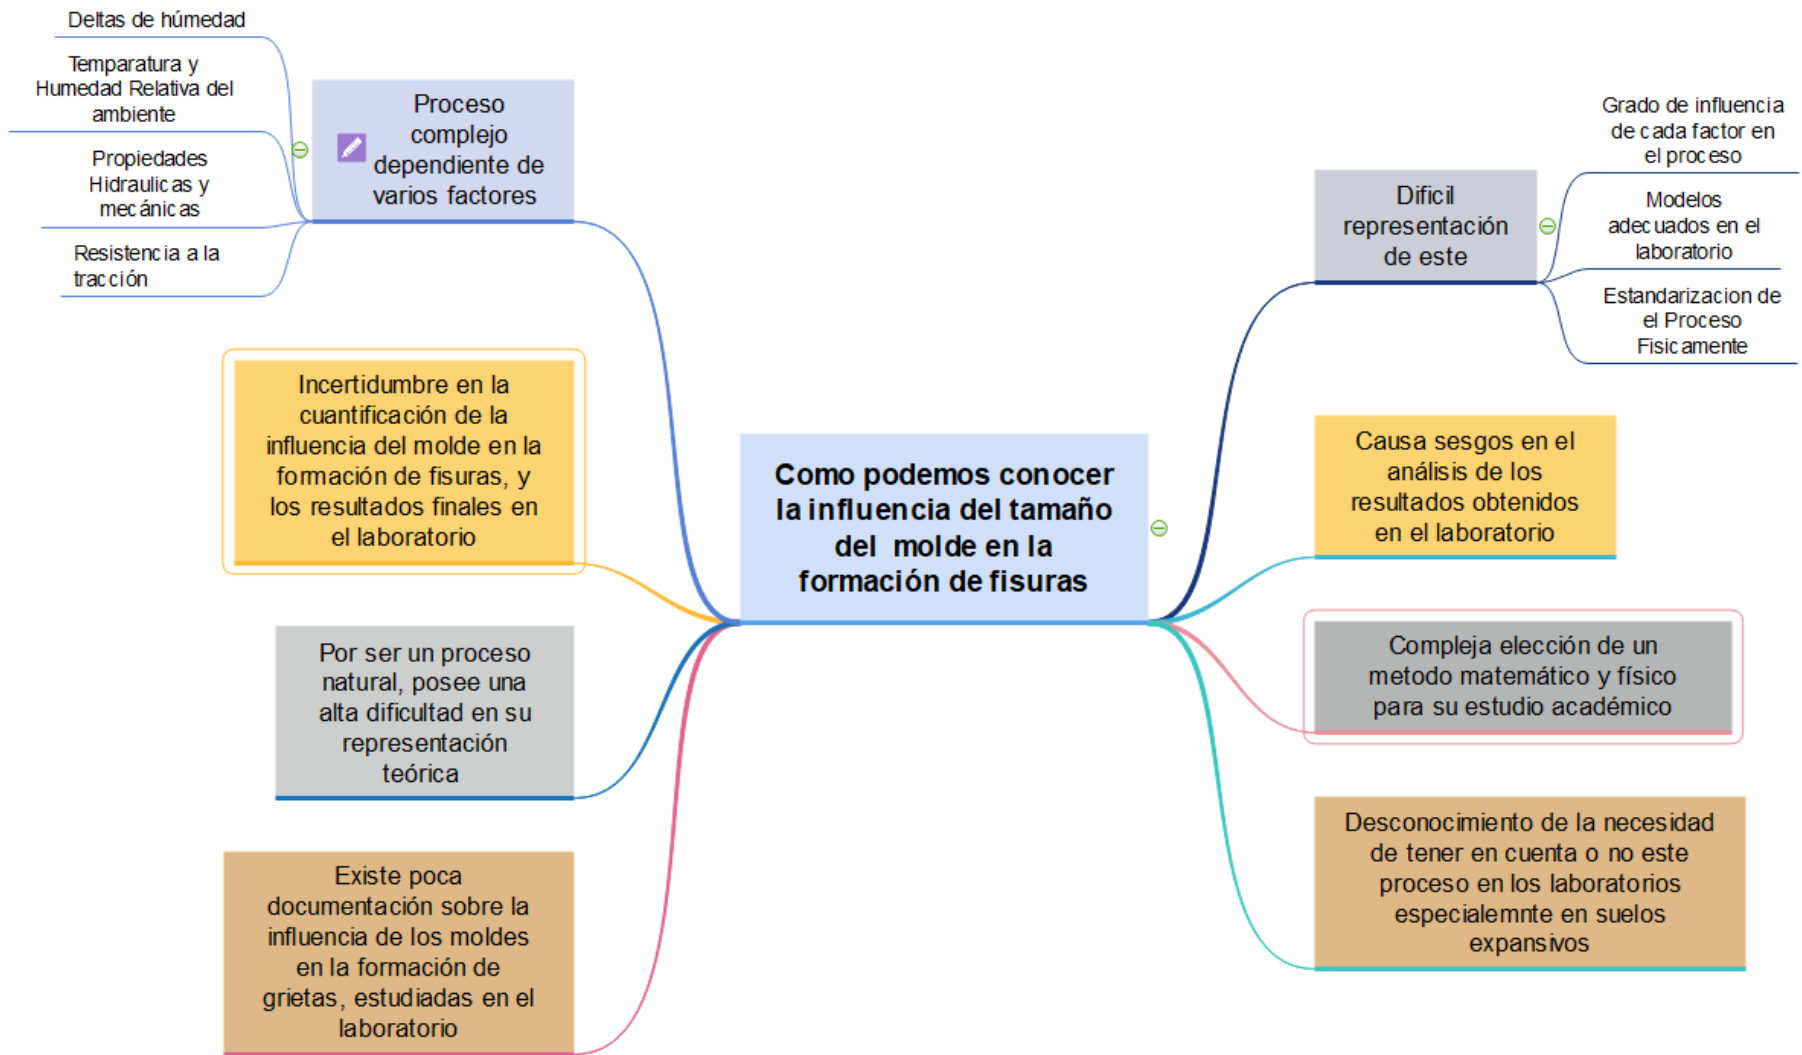 Deltas de húmedad
Temparatura y
Humedad Relativa del
ambiente
Propiedades
Hidraulicas y
mecánicas
Resistencia a la
tracción
Proceso
complejo
dependiente de
varios factores
Incertidumbre en la
cuantificación de la
influencia del molde en la
formación de fisuras, y
los resultados finales en
el laboratorio
Por ser un proceso
natural, posee una
alta dificultad en su
representación
teórica
Existe poca
documentación sobre la
influencia de los moldes
en la formación de
grietas, estudiadas en el
laboratorio
Como podemos conocer
la influencia del tamaño
del molde en la
formación de fisuras
Dificil
representación
de este
Grado de influencia
de cada factor en
el proceso
Modelos
adecuados en el
laboratorio
Estandarizacion de
el Proceso
Fisicamente
Causa sesgos en el
análisis de los
resultados obtenidos
en el laboratorio
Compleja elección de un
metodo matemático y físico
para su estudio académico
Desconocimiento de la necesidad
de tener en cuenta o no este
proceso en los laboratorios
especialemnte en suelos
expansivos